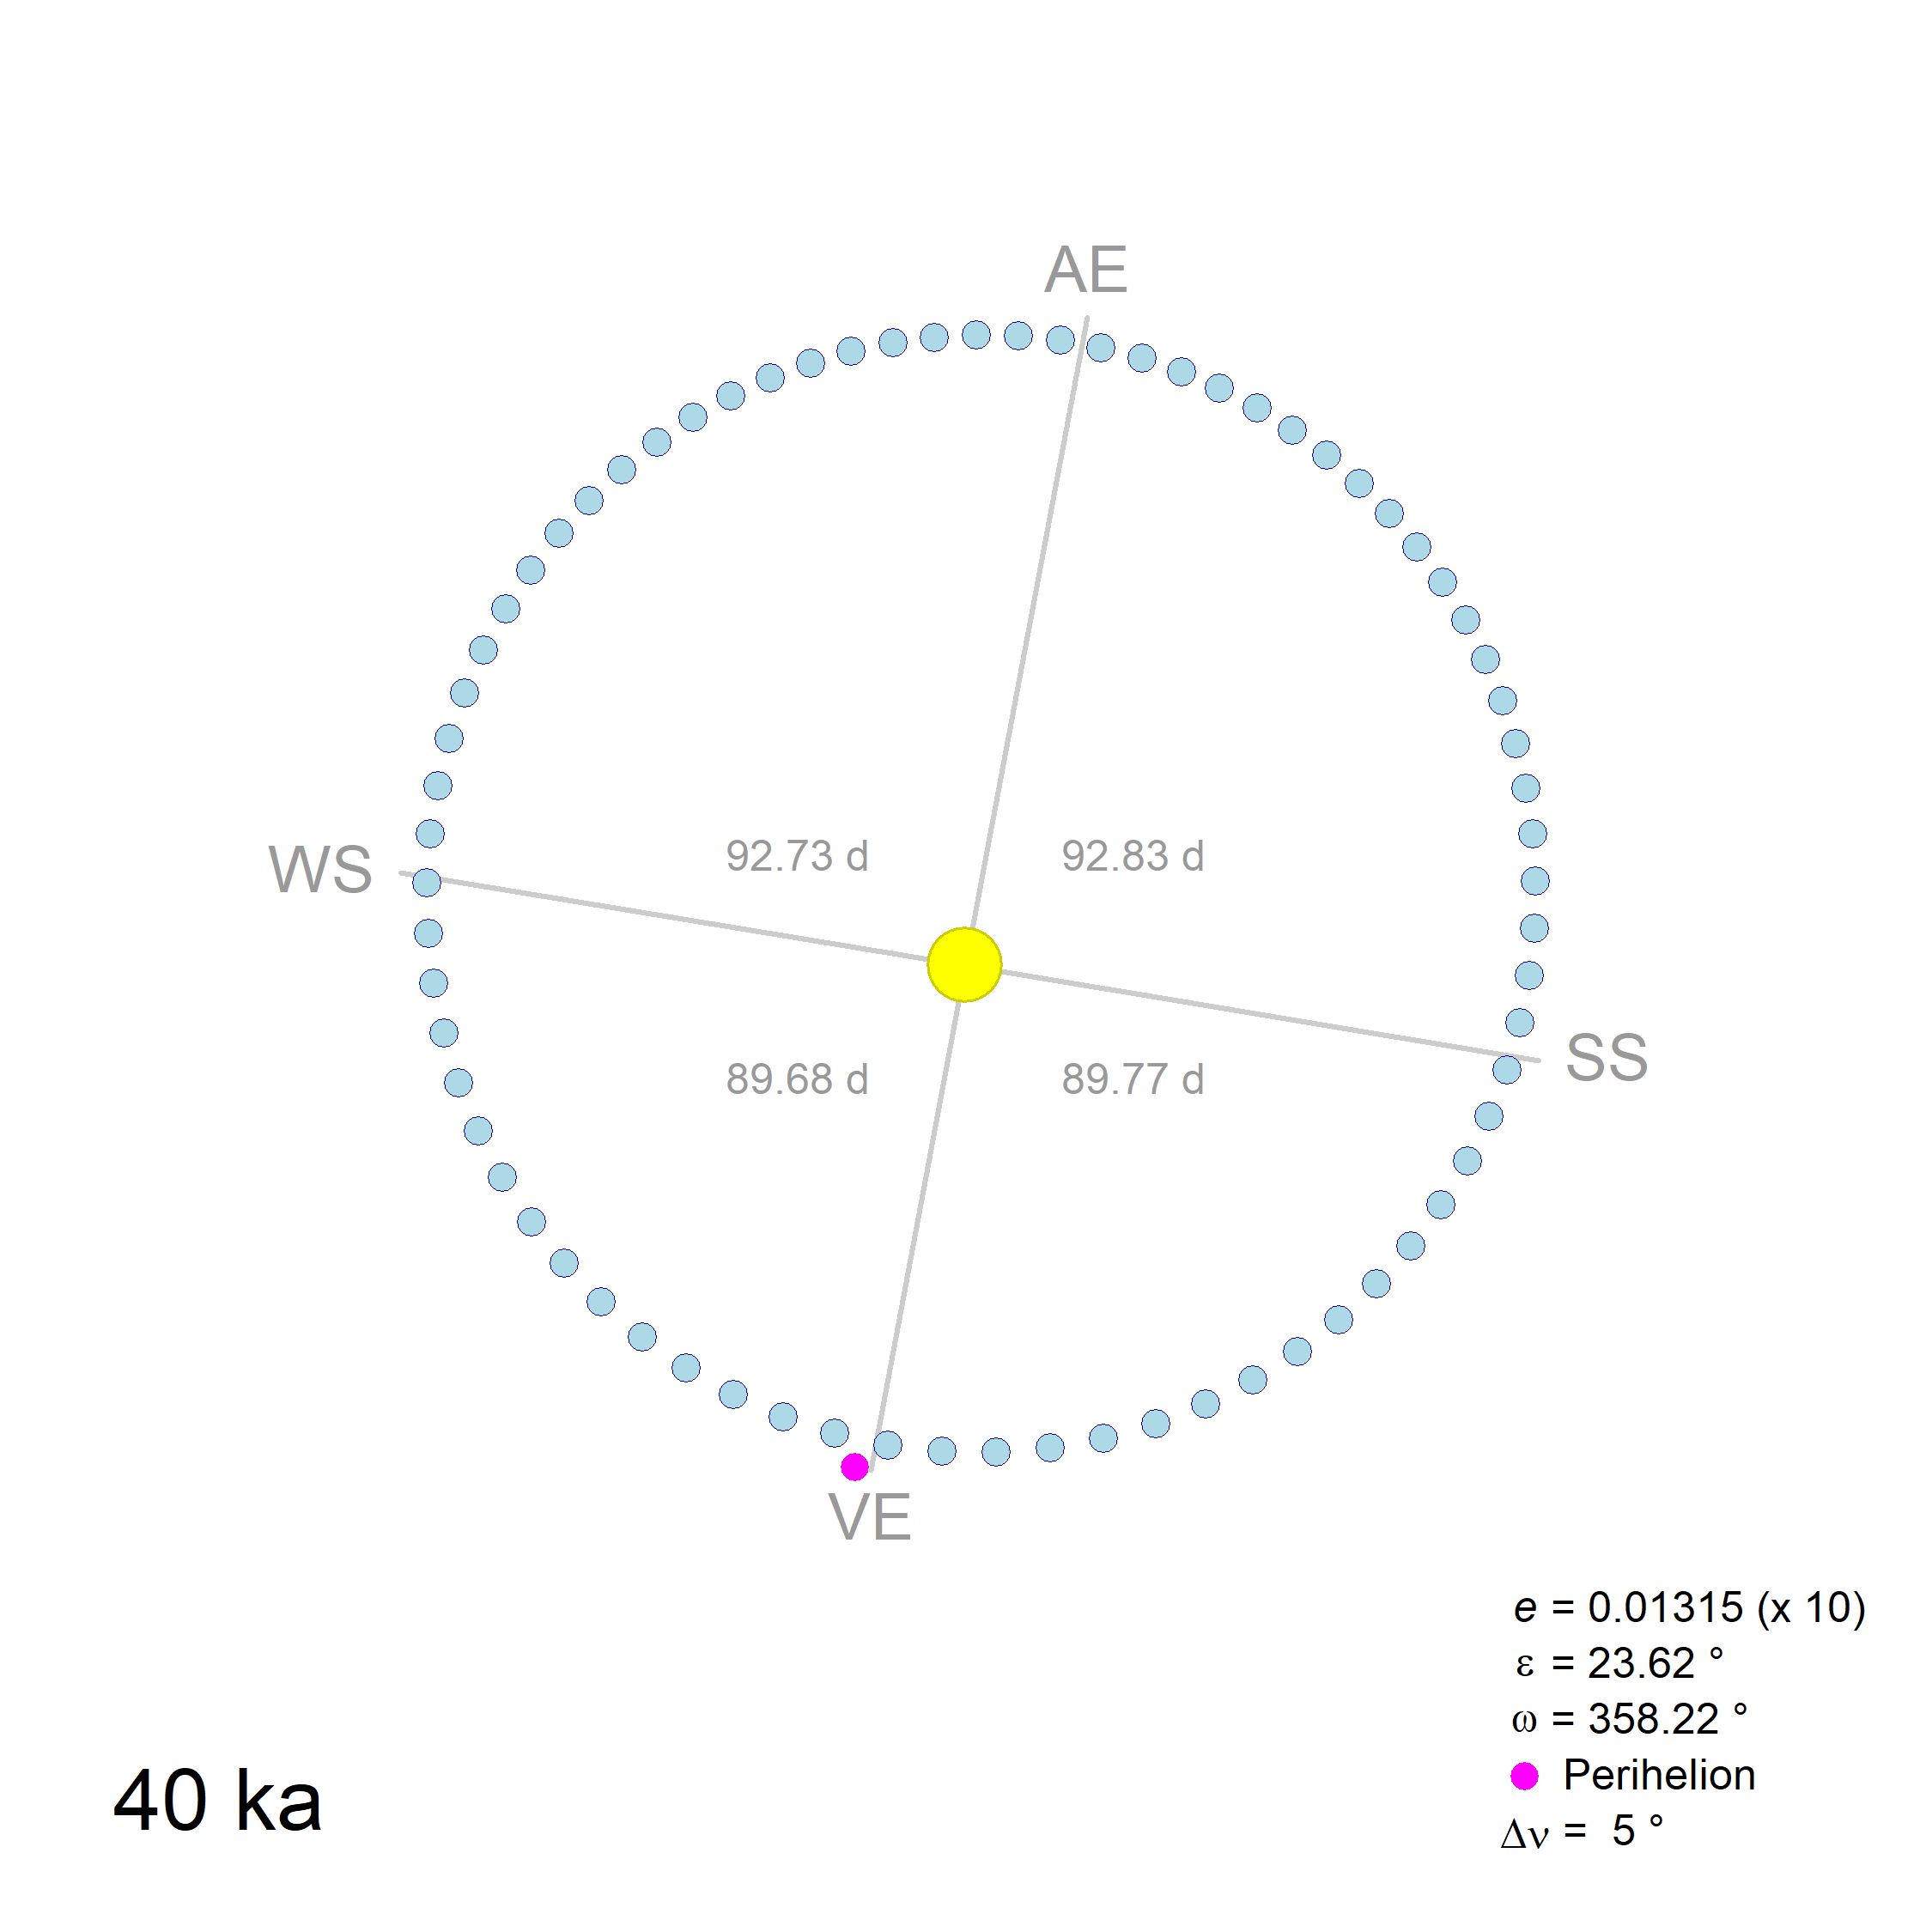 AE
WS
92.73 d
92.83 d
89.68 d
89.77 d
SS
VE
e = 0.01315 (x 10)
ε = 23.62 °
ω = 358.22 °
Perihelion
Δν = 5 °
40 ka